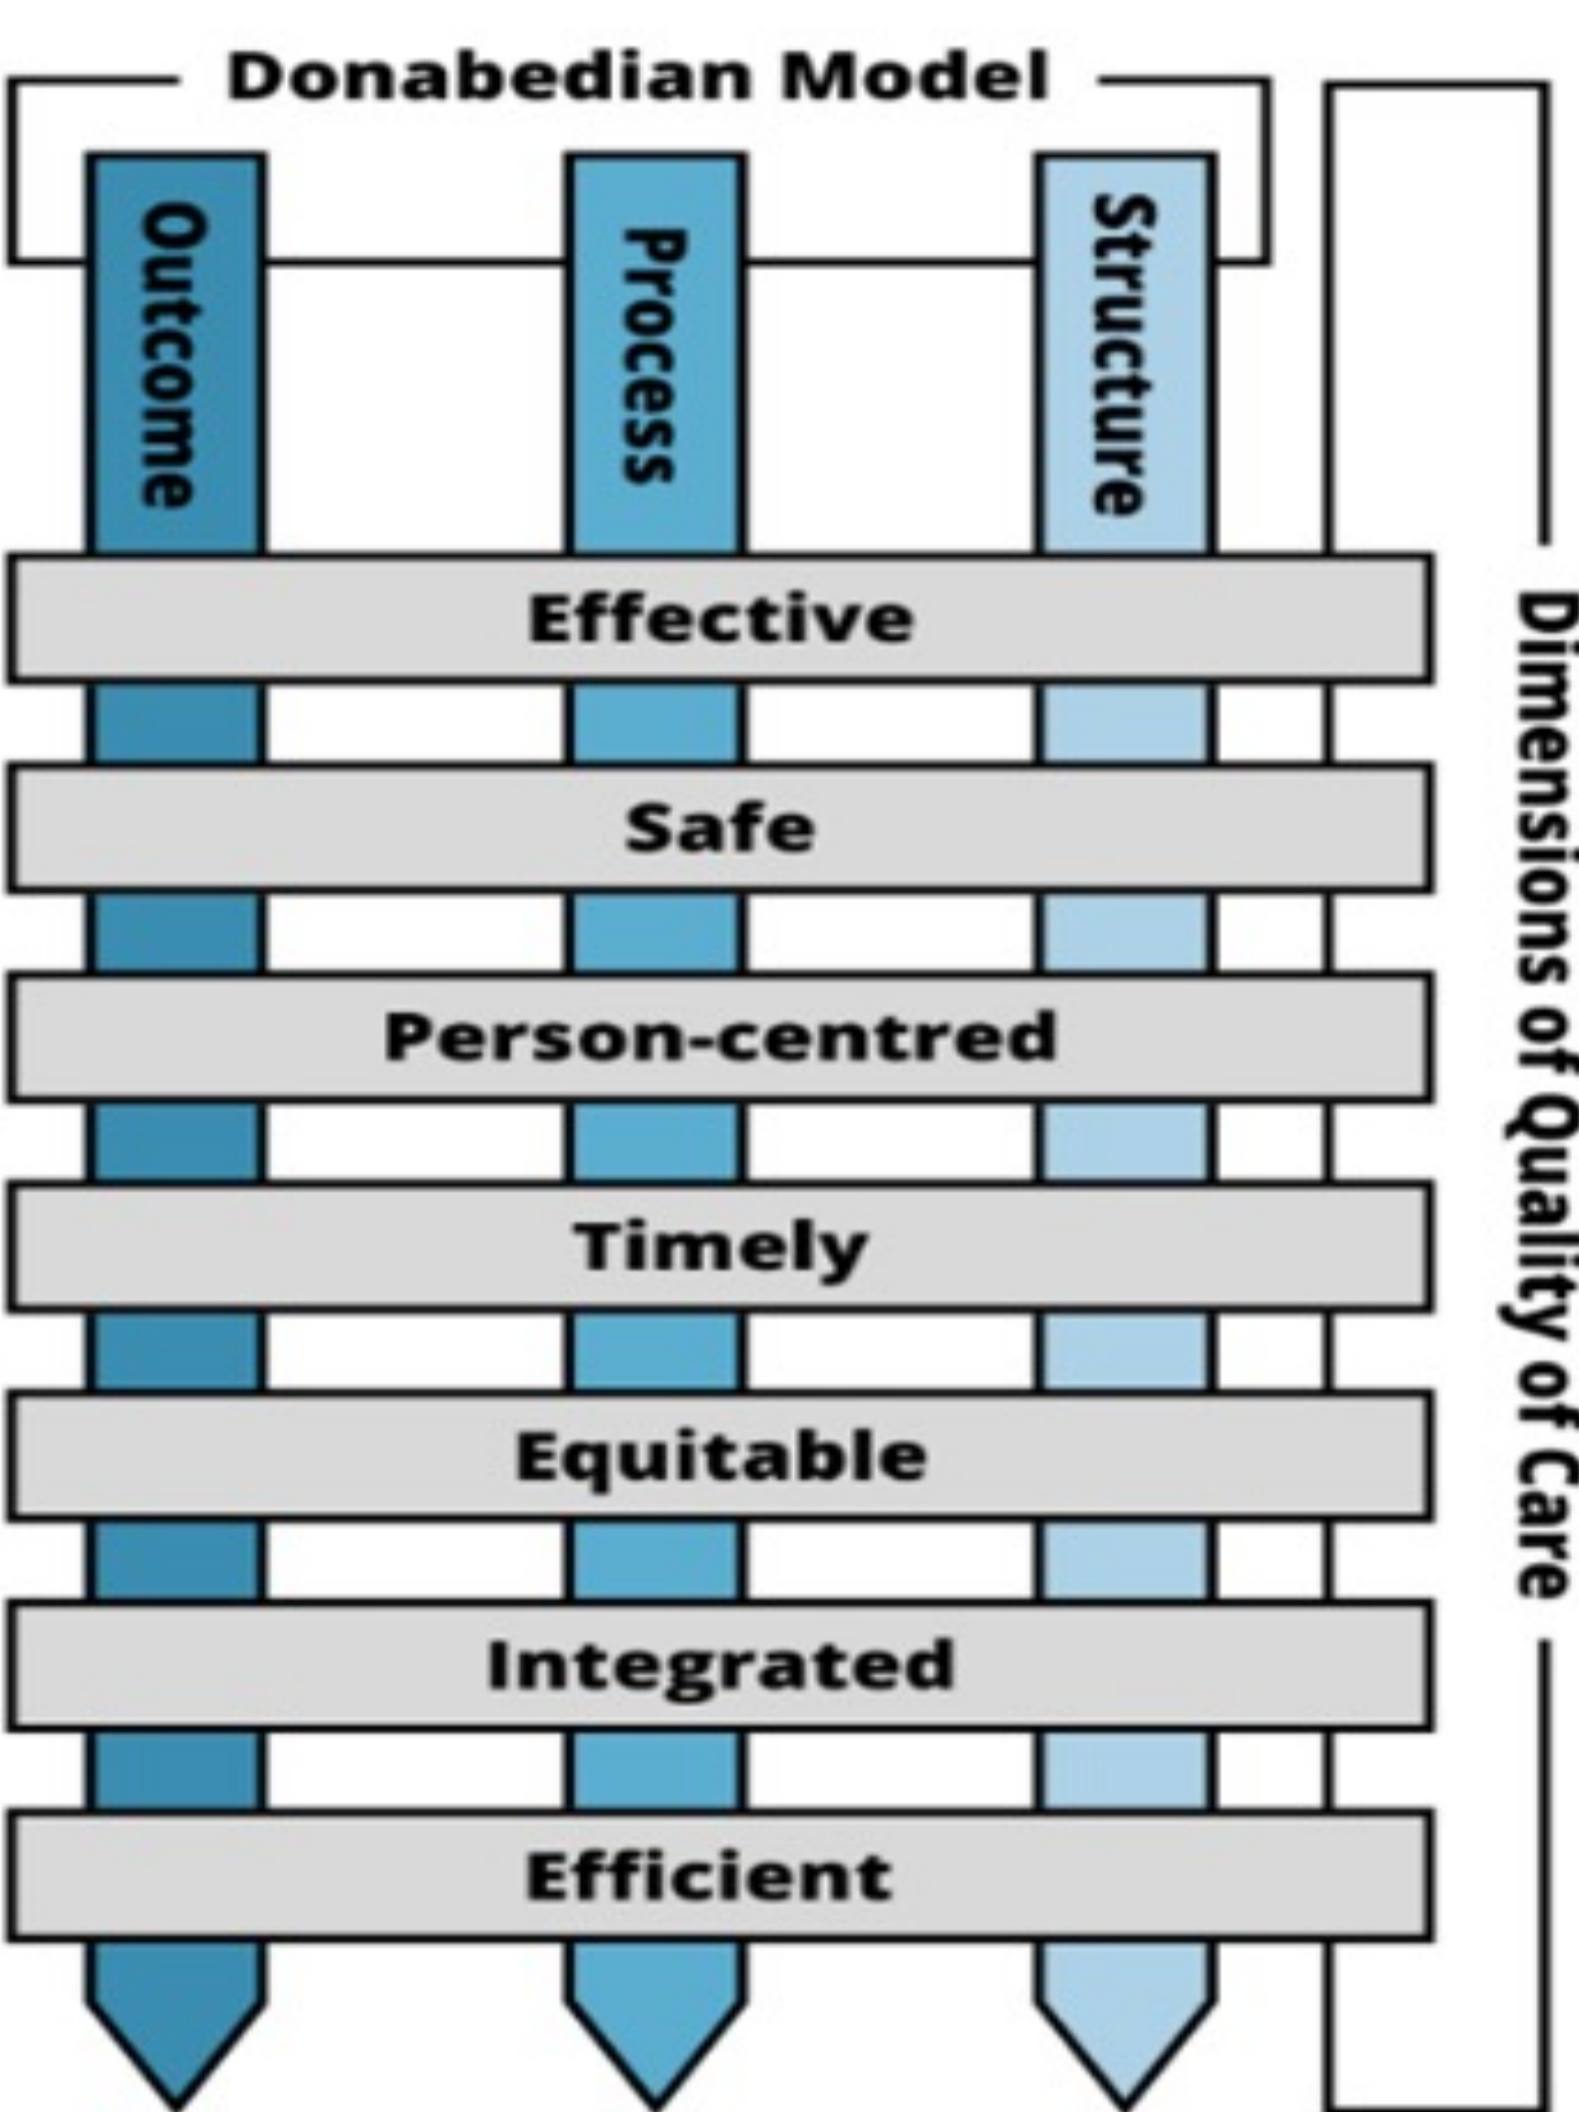 Donabedian Model
Outcome
Process
Structure
Effective
Safe
Person-centred
Timely
Equitable
Integrated
Efficient
Dimensions of Quality of Care